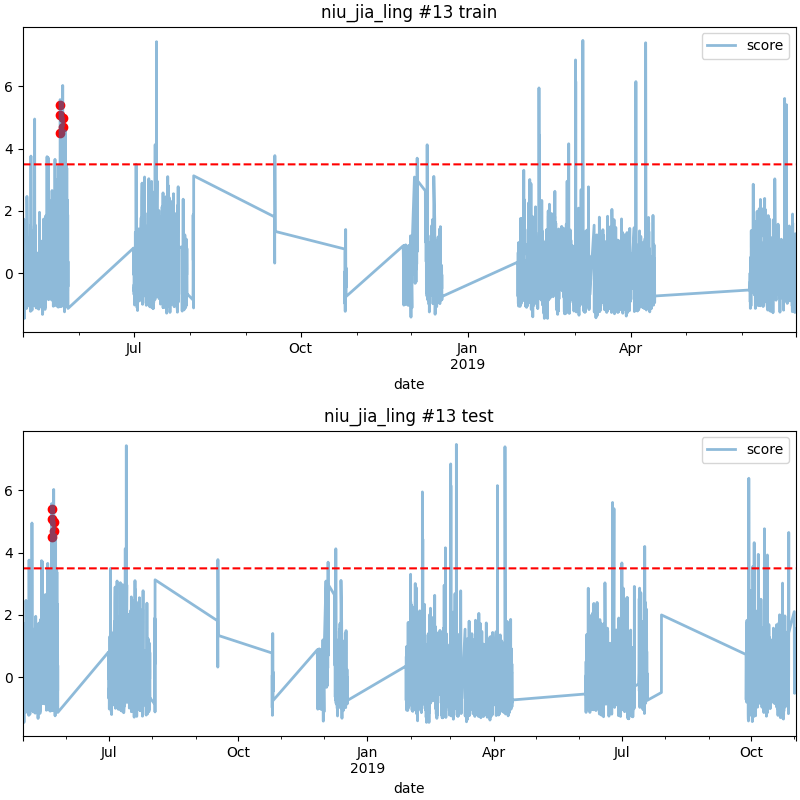 niu_jia_ling #13 train
score
6
4
2
0
Jul
Oct
Jan
Apr
2019
date
niu_jia_ling #13 test
score
6
4
2
0
Jul
Oct
Jan
Apr
Jul
Oct
2019
date